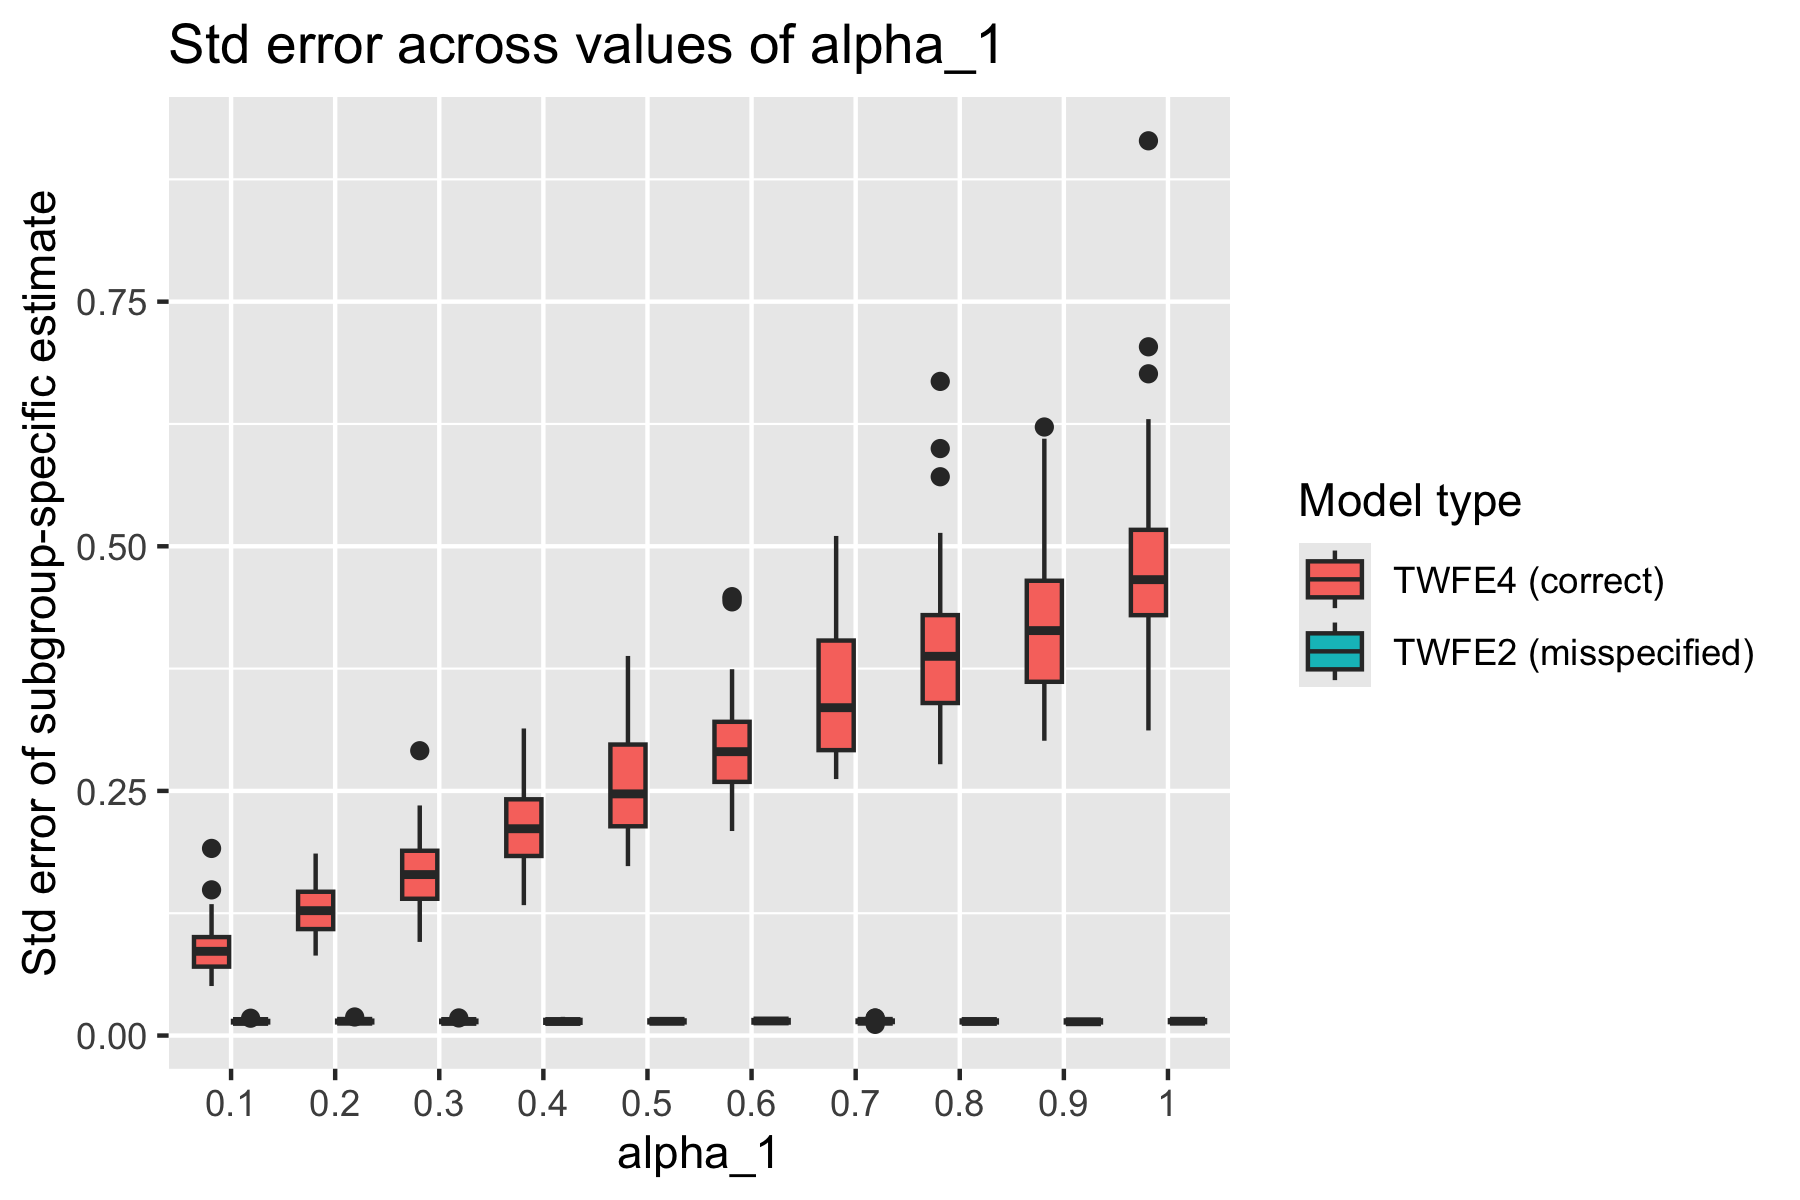 Std error across values of alpha_1
Std error of subgroup-specific estimate
0.75
0.50
0.25
0.00
0.1 0.2 0.3 0.4 0.5 0.6 0.7 0.8 0.9 1
alpha_1
Model type
TWFE4 (correct)
TWFE2 (misspecified)